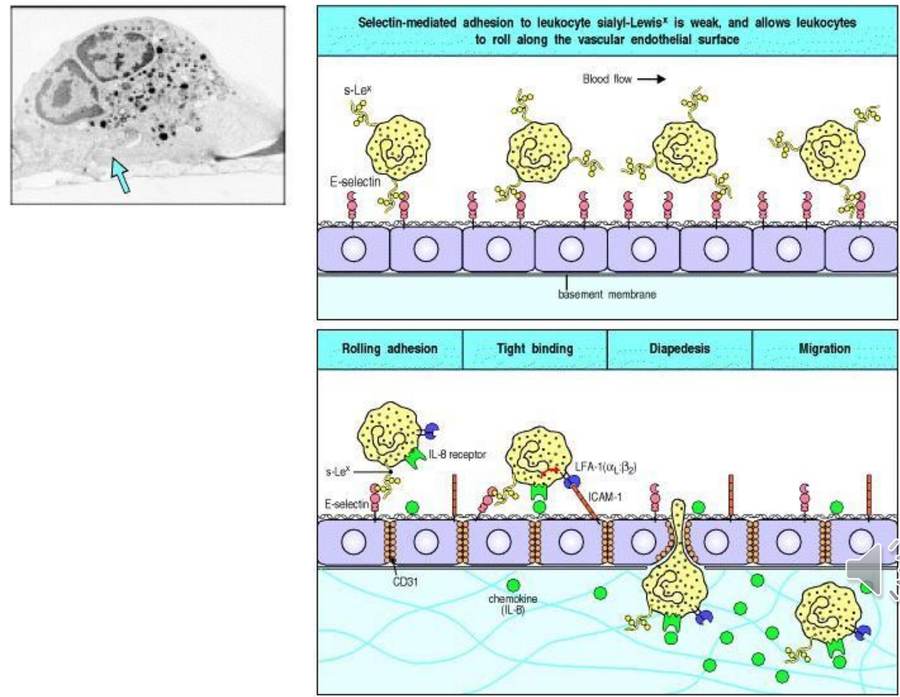 Selectin-mediated adhesion to leukocyte sialyl-Lewisˣ is weak, and allows leukocytes
to roll along the vascular endothelial surface
Blood flow
s-Leˣ
E-selectin
basement membrane
Rolling adhesion
Tight binding
Diapedesis
Migration
IL-8 receptor
s-Leˣ
LFA-1(αL:β2)
ICAM-1
E-selectin
CD31
chemokine
(IL-8)